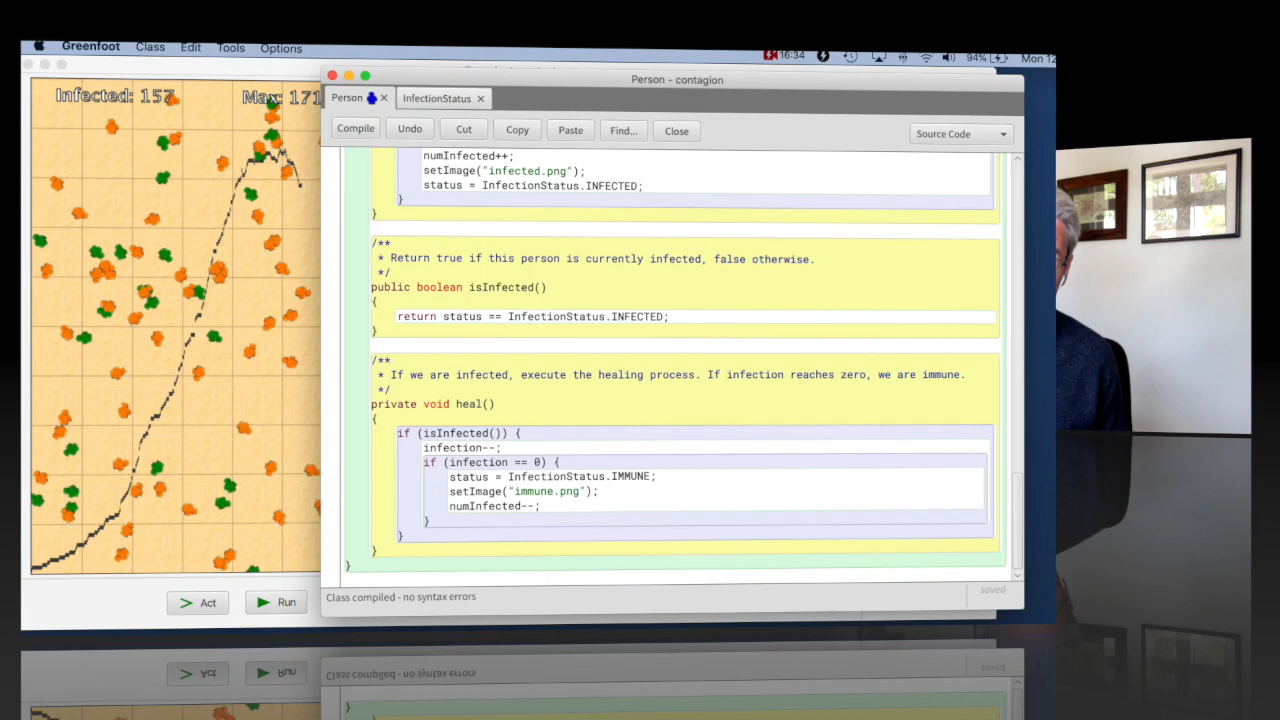 Greenfoot Class Edit Tools Options
16:34 94% Mon 12
Person - contagion
Person × InfectionStatus ×
Compile Undo Cut Copy Paste Find... Close Source Code
Infected: 157 Max: 171
numInfected++;
setImage("infected.png");
status = InfectionStatus.INFECTED;
}
}
/**
* Return true if this person is currently infected, false otherwise.
*/
public boolean isInfected()
{
return status == InfectionStatus.INFECTED;
}
/**
* If we are infected, execute the healing process. If infection reaches zero, we are immune.
*/
private void heal()
{
if (isInfected()) {
infection--;
if (infection == 0) {
status = InfectionStatus.IMMUNE;
setImage("immune.png");
numInfected--;
}
}
}
}
Class compiled - no syntax errors
saved
Act Run